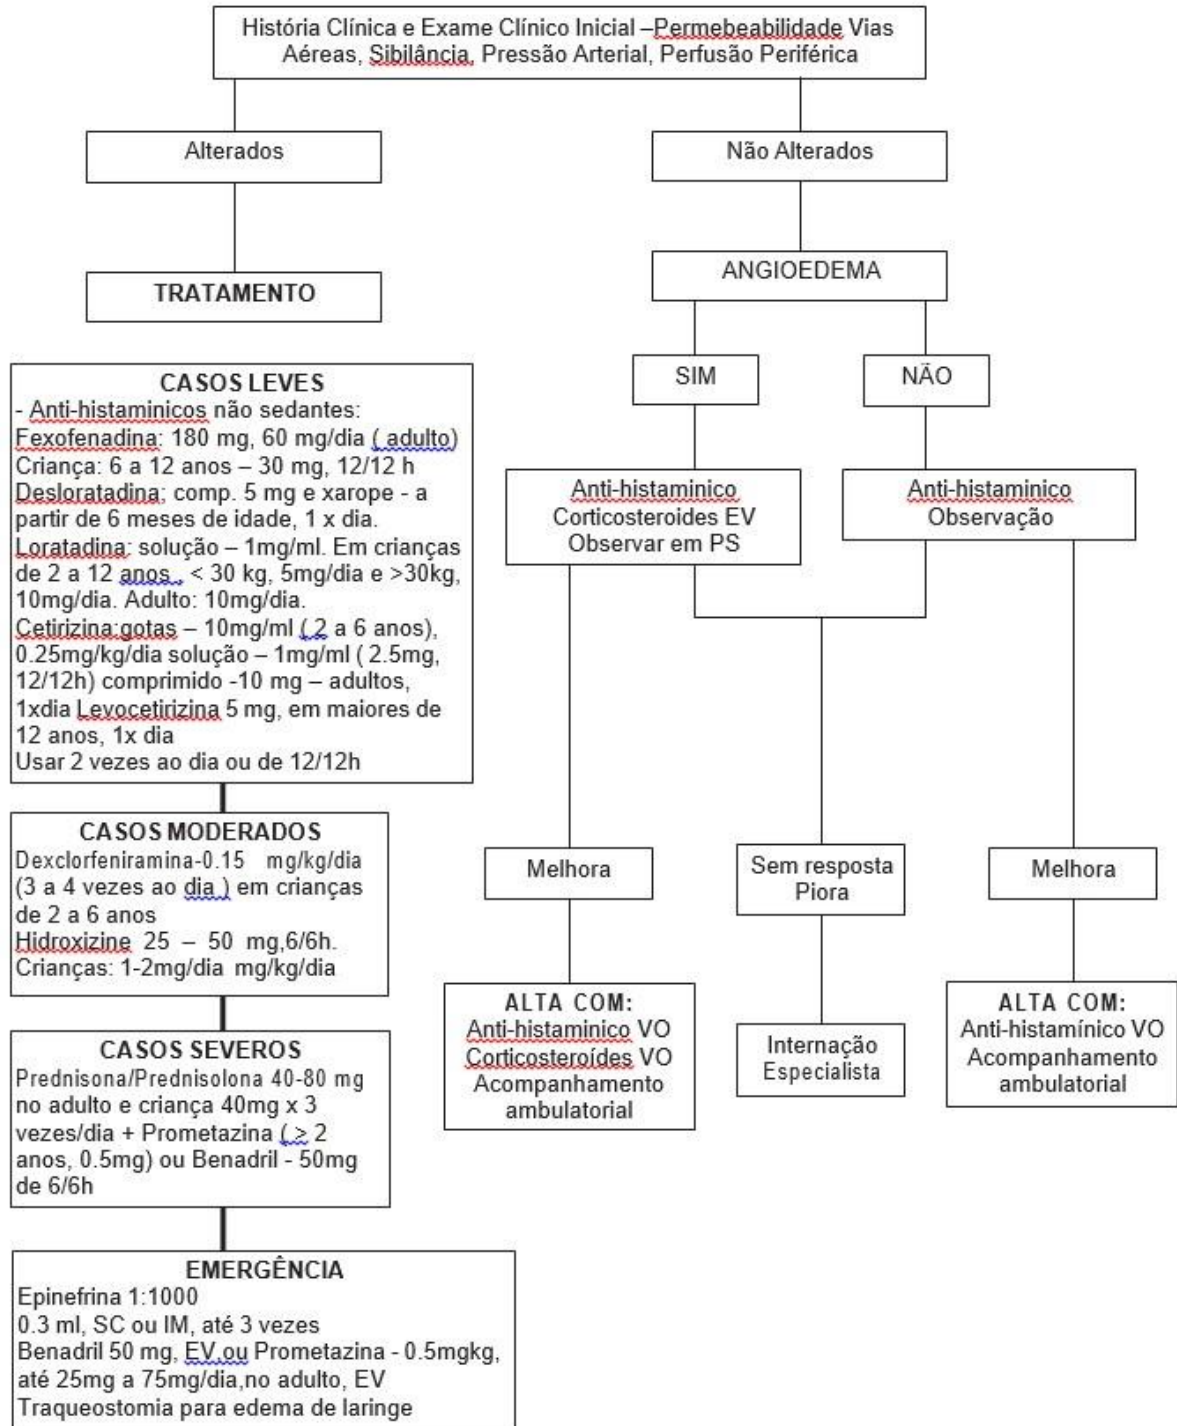 História Clínica e Exame Clínico Inicial –Permebeabilidade Vias
Aéreas, Sibilância, Pressão Arterial, Perfusão Periférica
Alterados
Não Alterados
TRATAMENTO
ANGIOEDEMA
SIM
NÃO
CASOS LEVES
- Anti-histaminicos não sedantes:
Fexofenadina: 180 mg, 60 mg/dia ( adulto)
Criança: 6 a 12 anos – 30 mg, 12/12 h
Desloratadina; comp. 5 mg e xarope - a
partir de 6 meses de idade, 1 x dia.
Loratadina: solução – 1mg/ml. Em crianças
de 2 a 12 anos , < 30 kg, 5mg/dia e >30kg,
10mg/dia. Adulto: 10mg/dia.
Cetirizina:gotas – 10mg/ml ( 2 a 6 anos),
0.25mg/kg/dia solução – 1mg/ml ( 2.5mg,
12/12h) comprimido -10 mg – adultos,
1xdia Levocetirizina 5 mg, em maiores de
12 anos, 1x dia
Usar 2 vezes ao dia ou de 12/12h
Anti-histaminico
Corticosteroides EV
Observar em PS
Anti-histaminico
Observação
CASOS MODERADOS
Dexclorfeniramina-0.15 mg/kg/dia
(3 a 4 vezes ao dia ) em crianças
de 2 a 6 anos
Hidroxizine 25 – 50 mg,6/6h.
Crianças: 1-2mg/dia mg/kg/dia
Melhora
Sem resposta
Piora
Melhora
CASOS SEVEROS
Prednisona/Prednisolona 40-80 mg
no adulto e criança 40mg x 3
vezes/dia + Prometazina ( > 2
anos, 0.5mg) ou Benadril - 50mg
de 6/6h
ALTA COM:
Anti-histaminico VO
Corticosteroídes VO
Acompanhamento
ambulatorial
Internação
Especialista
ALTA COM:
Anti-histamínico VO
Acompanhamento
ambulatorial
EMERGÊNCIA
Epinefrina 1:1000
0.3 ml, SC ou IM, até 3 vezes
Benadril 50 mg, EV,ou Prometazina - 0.5mgkg,
até 25mg a 75mg/dia,no adulto, EV
Traqueostomia para edema de laringe